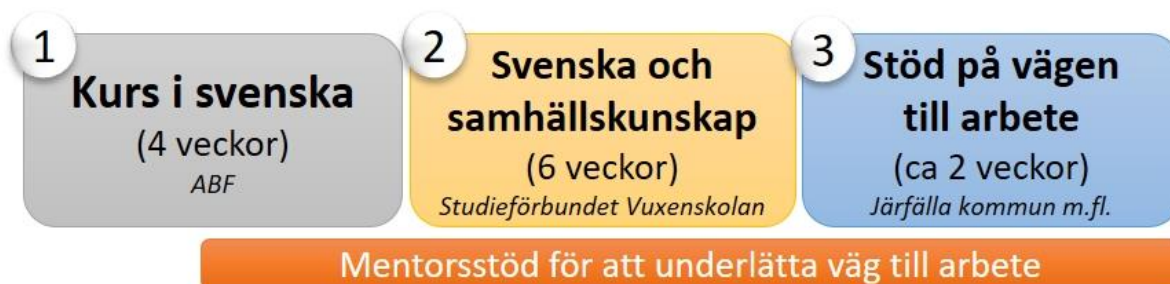 1
Kurs i svenska
(4 veckor)
ABF
2
Svenska och
samhällskunskap
(6 veckor)
Studieförbundet Vuxenskolan
3
Stöd på vägen
till arbete
(ca 2 veckor)
Järfälla kommun m.fl.
Mentorsstöd för att underlätta väg till arbete